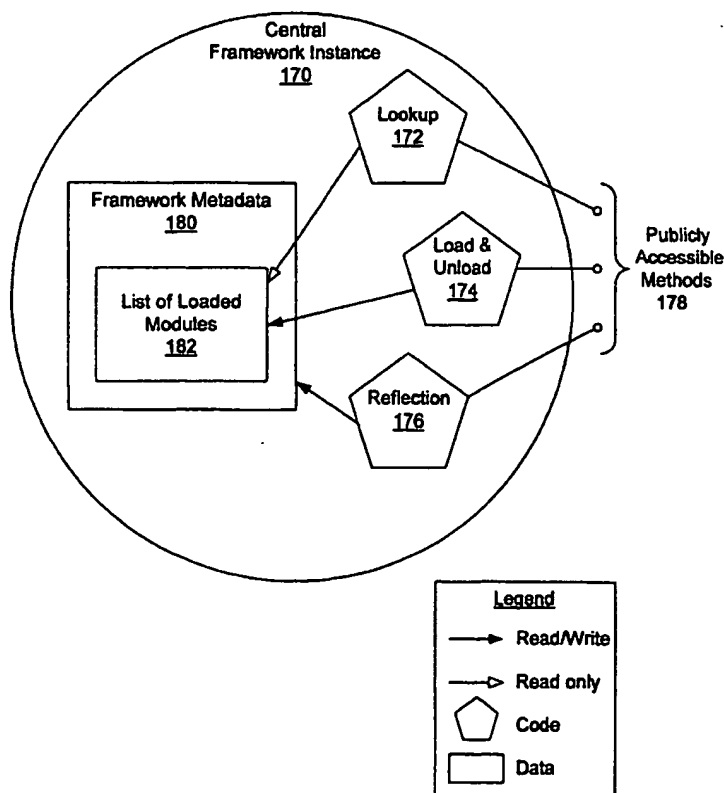 Central
Framework Instance
170
Lookup
172
Framework Metadata
180
List of Loaded
Modules
182
Load &
Unload
174
Reflection
176
Publicly
Accessible
Methods
178
Legend
Read/Write
Read only
Code
Data